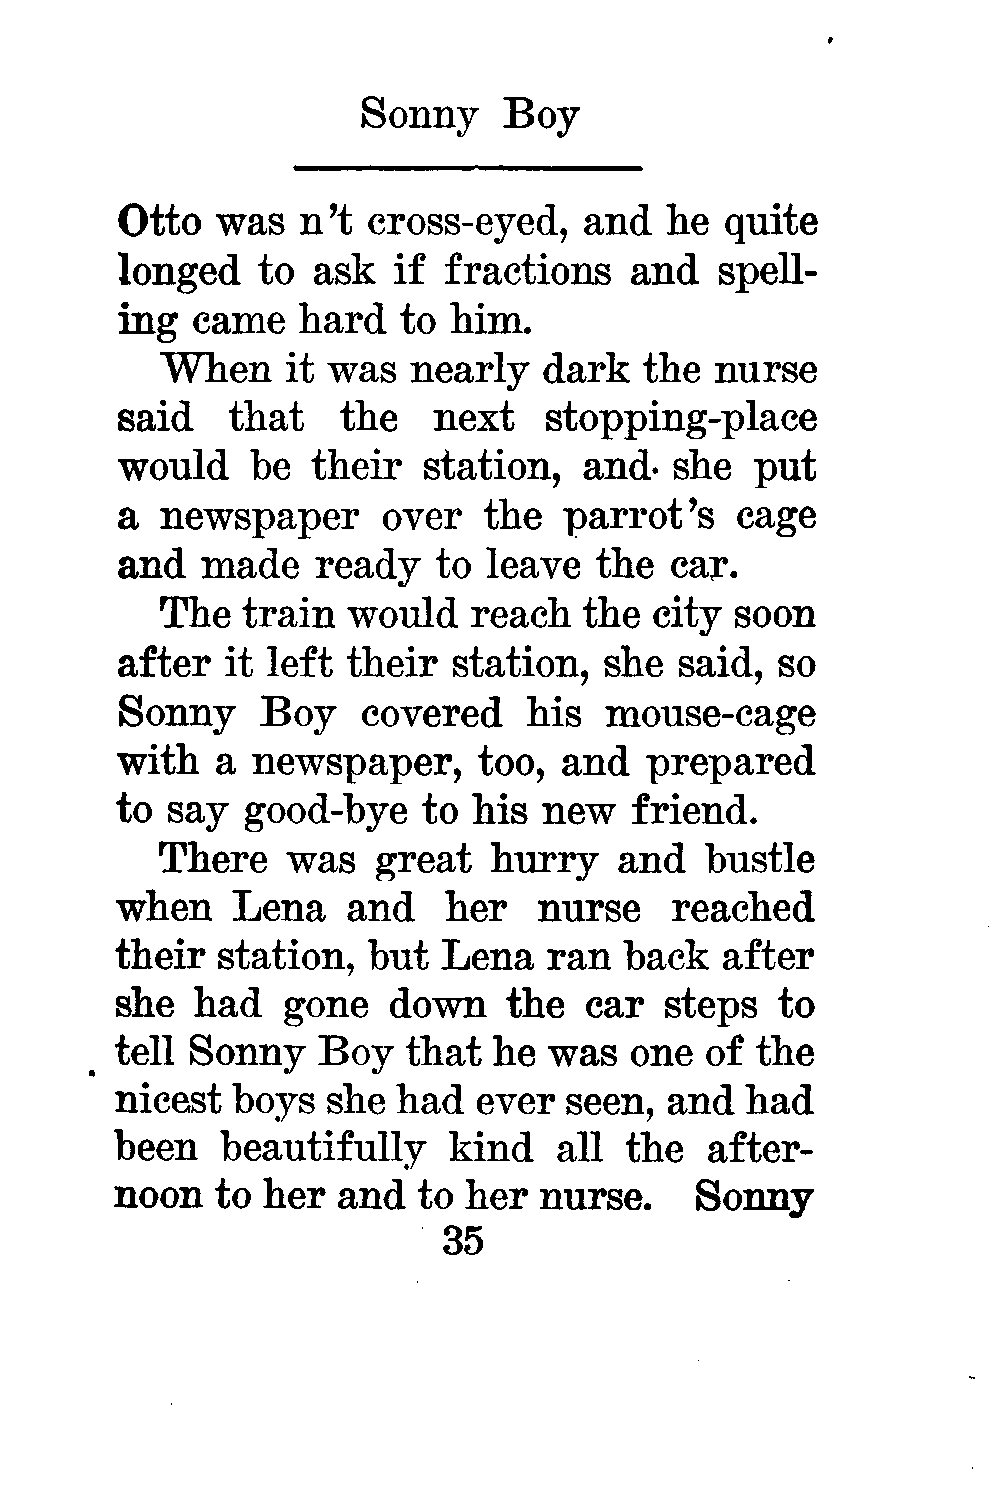 Sonny Boy
Otto was n't cross-eyed, and he quite
longed to ask if fractions and spell-
ing came hard to him.
When it was nearly dark the nurse
said that the next stopping-place
would be their station, and she put
a newspaper over the parrot's cage
and made ready to leave the car.
The train would reach the city soon
after it left their station, she said, so
Sonny Boy covered his mouse-cage
with a newspaper, too, and prepared
to say good-bye to his new friend.
There was great hurry and bustle
when Lena and her nurse reached
their station, but Lena ran back after
she had gone down the car steps to
tell Sonny Boy that he was one of the
nicest boys she had ever seen, and had
been beautifully kind all the after-
noon to her and to her nurse. Sonny
35